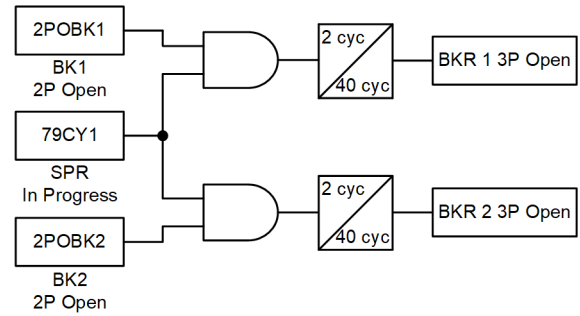 2POBK1
BK1
2P Open
2 cyc
40 cyc
BKR 1 3P Open
79CY1
SPR
In Progress
2POBK2
BK2
2P Open
2 cyc
40 cyc
BKR 2 3P Open